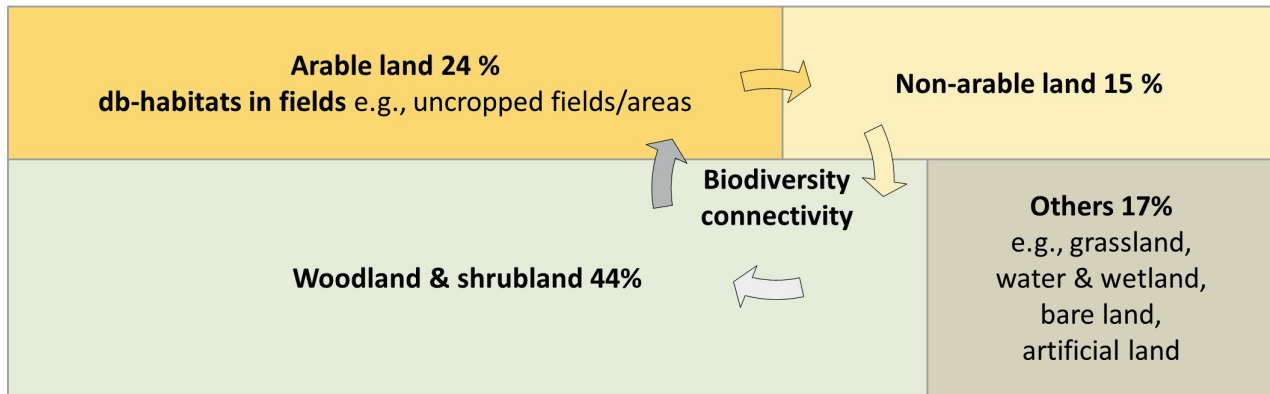 Arable land 24 %
db-habitats in fields e.g., uncropped fields/areas
Non-arable land 15 %
Biodiversity
connectivity
Woodland & shrubland 44%
Others 17%
e.g., grassland,
water & wetland,
bare land,
artificial land